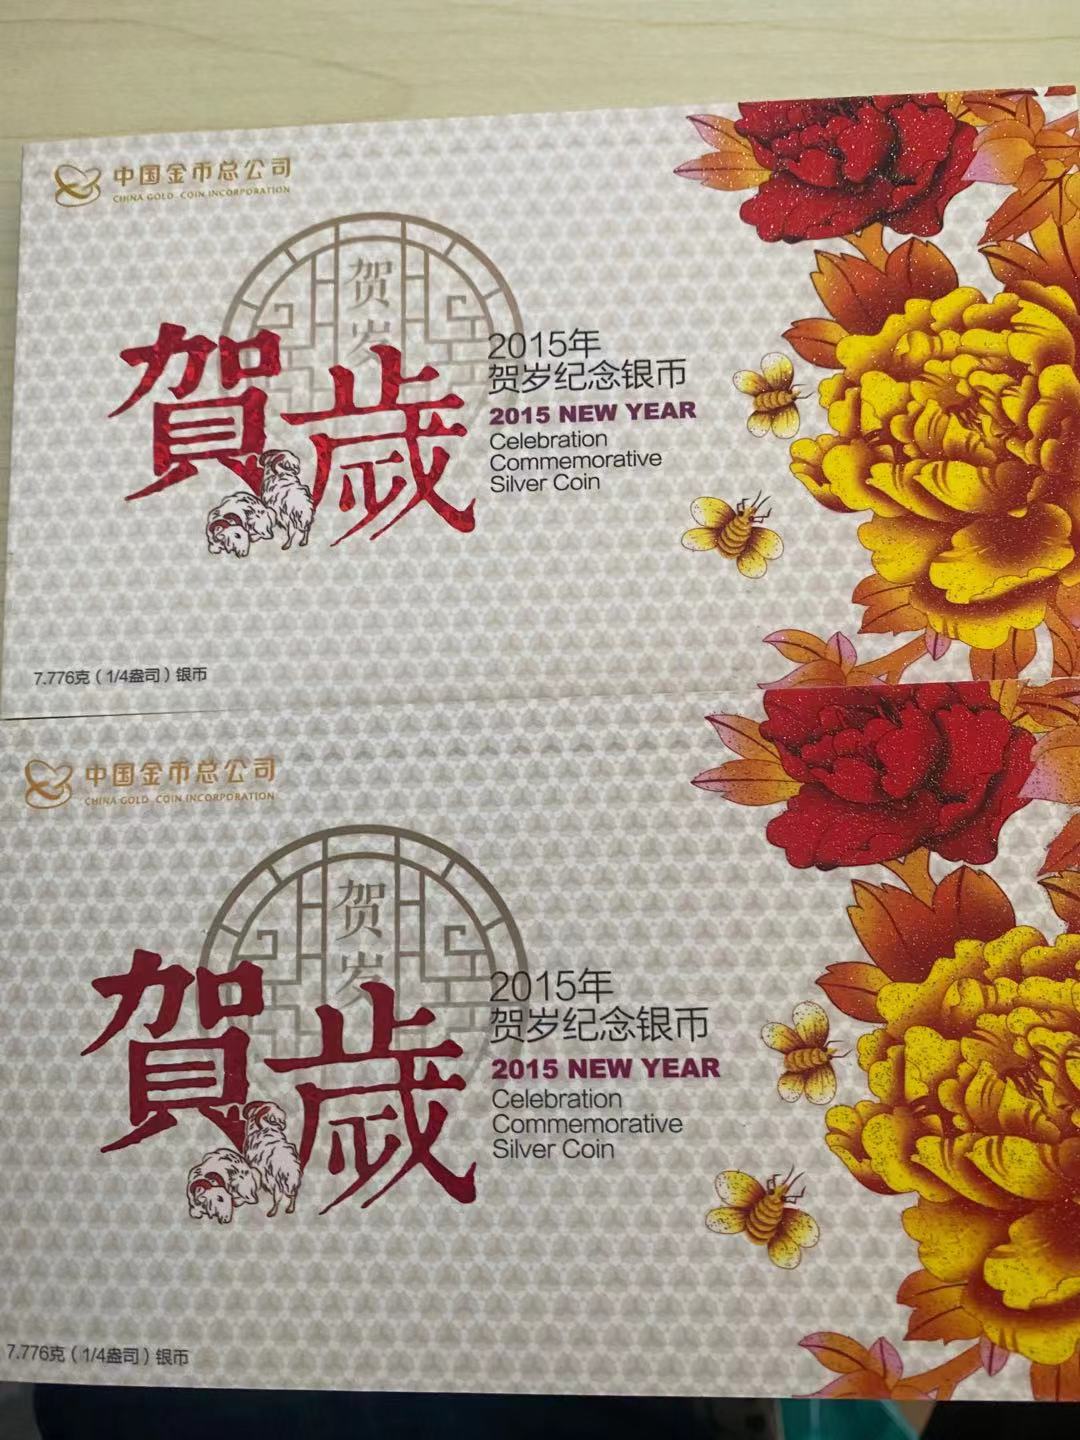 中国金币总公司
CHINA GOLD COIN INCORPORATION
贺
岁
賀歲
2015年
贺岁纪念银币
2015 NEW YEAR
Celebration
Commemorative
Silver Coin
7.776克（1/4盎司）银币
中国金币总公司
CHINA GOLD COIN INCORPORATION
贺
岁
賀歲
2015年
贺岁纪念银币
2015 NEW YEAR
Celebration
Commemorative
Silver Coin
7.776克（1/4盎司）银币